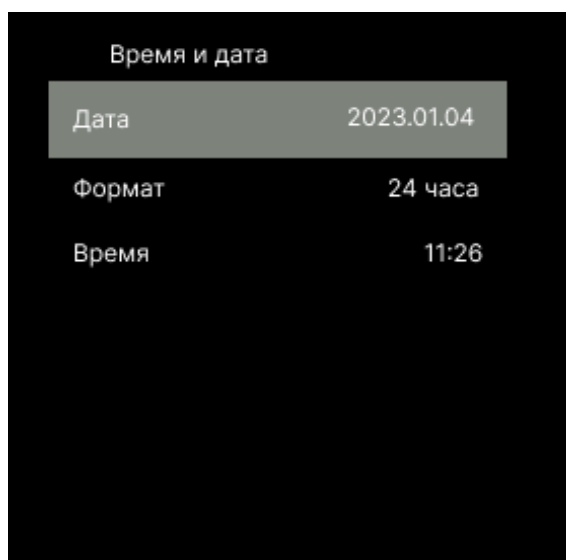 Время и дата
Дата 2023.01.04
Формат 24 часа
Время 11:26